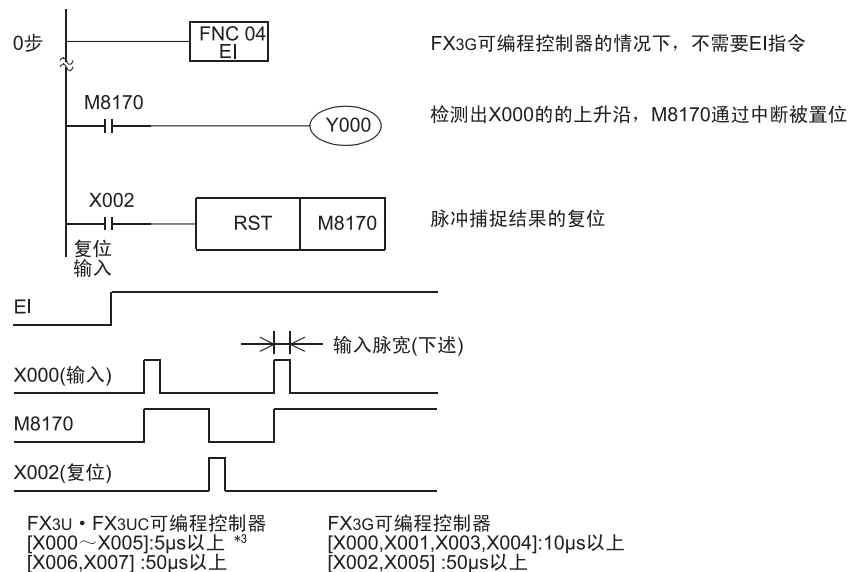 0步
FNC 04
EI
FX3G可编程控制器的情况下，不需要EI指令
M8170
Y000
检测出X000的的上升沿，M8170通过中断被置位
X002
RST M8170
脉冲捕捉结果的复位
复位
输入
EI
输入脉宽(下述)
X000(输入)
M8170
X002(复位)
FX3U・FX3UC可编程控制器
[X000～X005]:5μs以上 *3
[X006,X007] :50μs以上
FX3G可编程控制器
[X000,X001,X003,X004]:10μs以上
[X002,X005] :50μs以上